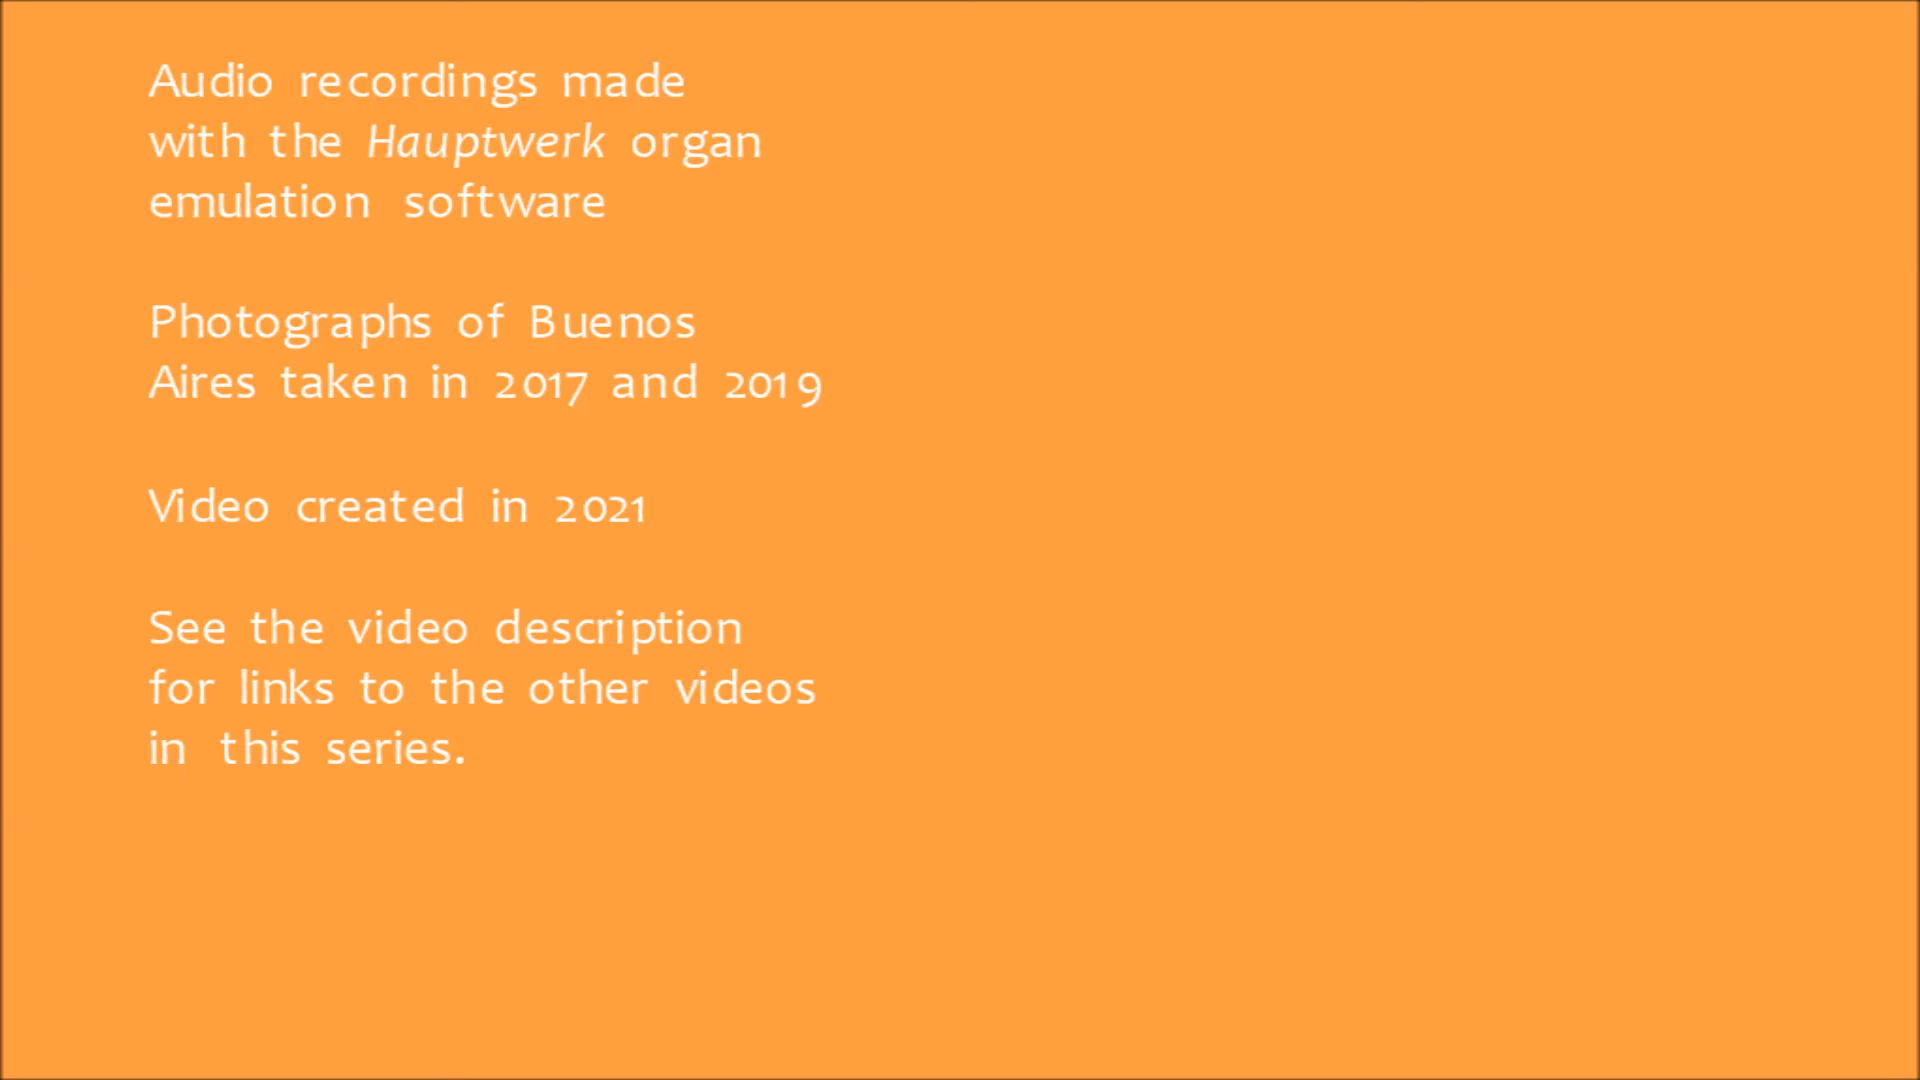 Audio recordings made
with the Hauptwerk organ
emulation software
Photographs of Buenos
Aires taken in 2017 and 2019
Video created in 2021
See the video description
for links to the other videos
in this series.